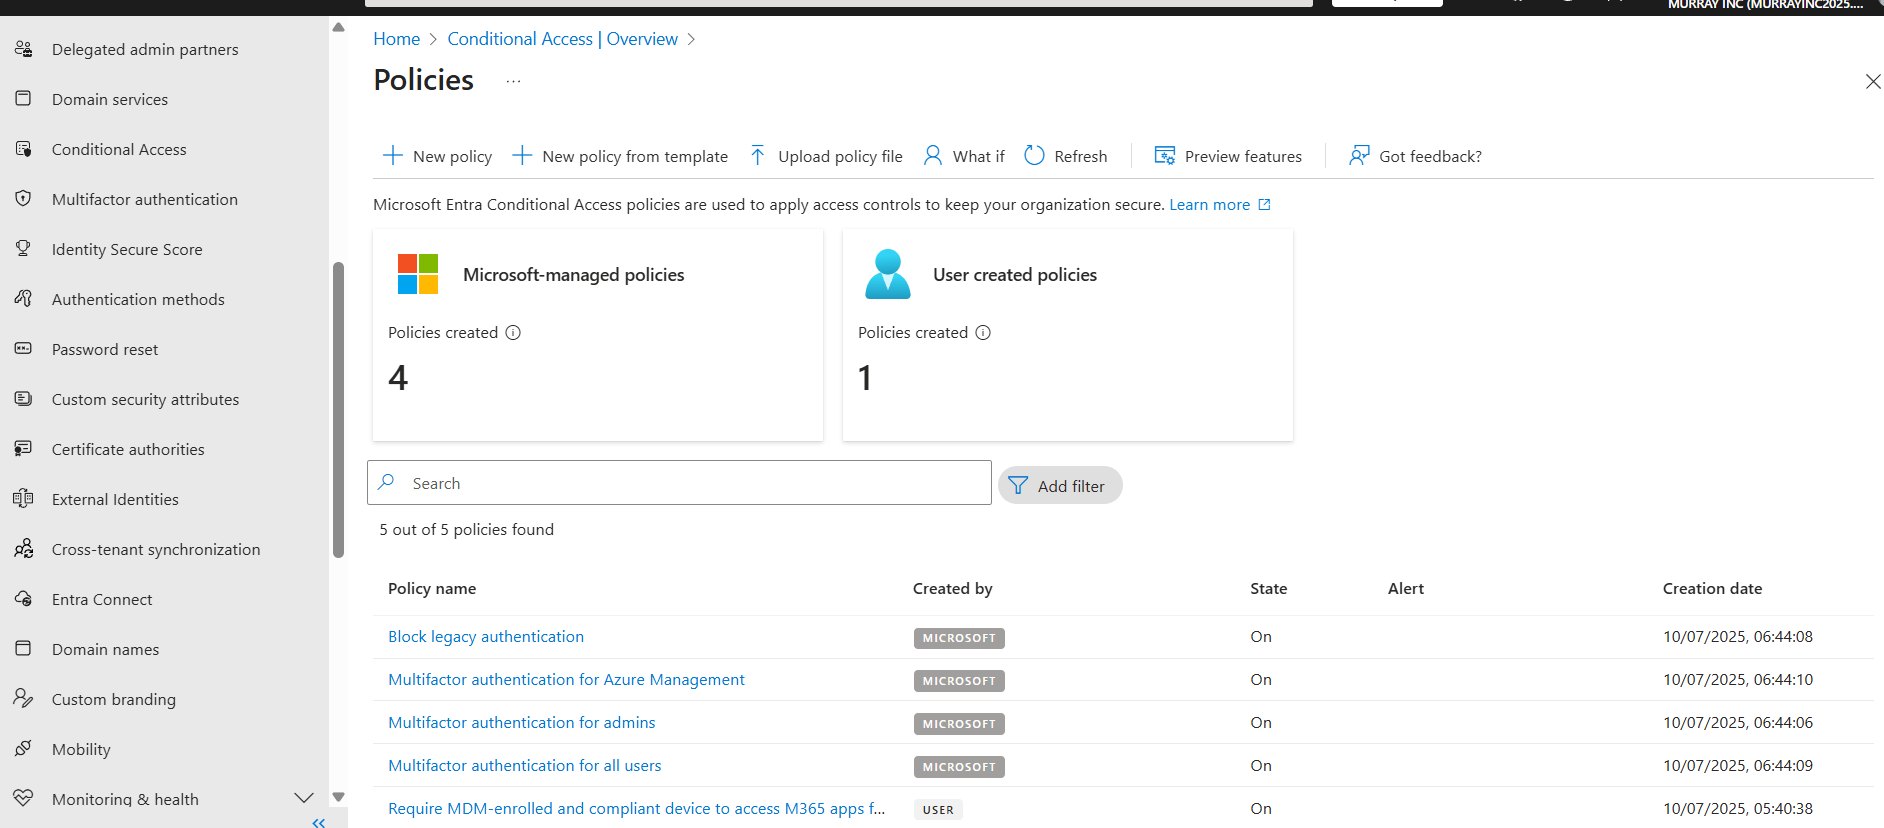 MURRAY INC (MURRAYINC2025....
Delegated admin partners
Domain services
Conditional Access
Multifactor authentication
Identity Secure Score
Authentication methods
Password reset
Custom security attributes
Certificate authorities
External Identities
Cross-tenant synchronization
Entra Connect
Domain names
Custom branding
Mobility
Monitoring & health
Home > Conditional Access | Overview >
Policies ...
New policy New policy from template Upload policy file What if Refresh Preview features Got feedback?
Microsoft Entra Conditional Access policies are used to apply access controls to keep your organization secure. Learn more
Microsoft-managed policies
Policies created
4
User created policies
Policies created
1
Search
Add filter
5 out of 5 policies found
Policy name Created by State Alert Creation date
Block legacy authentication MICROSOFT On 10/07/2025, 06:44:08
Multifactor authentication for Azure Management MICROSOFT On 10/07/2025, 06:44:10
Multifactor authentication for admins MICROSOFT On 10/07/2025, 06:44:06
Multifactor authentication for all users MICROSOFT On 10/07/2025, 06:44:09
Require MDM-enrolled and compliant device to access M365 apps f... USER On 10/07/2025, 05:40:38